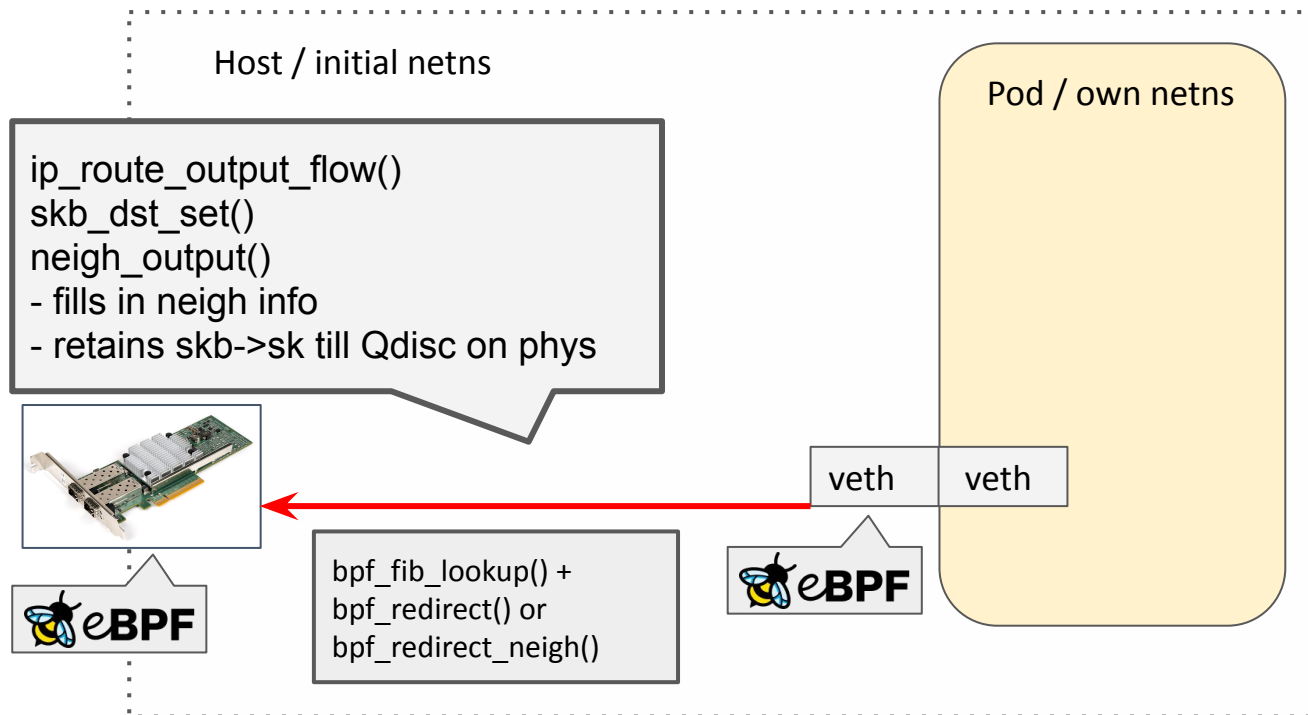 Host / initial netns
Pod / own netns
ip_route_output_flow()
skb_dst_set()
neigh_output()
- fills in neigh info
- retains skb->sk till Qdisc on phys
veth
veth
bpf_fib_lookup() +
bpf_redirect() or
bpf_redirect_neigh()
eBPF
eBPF